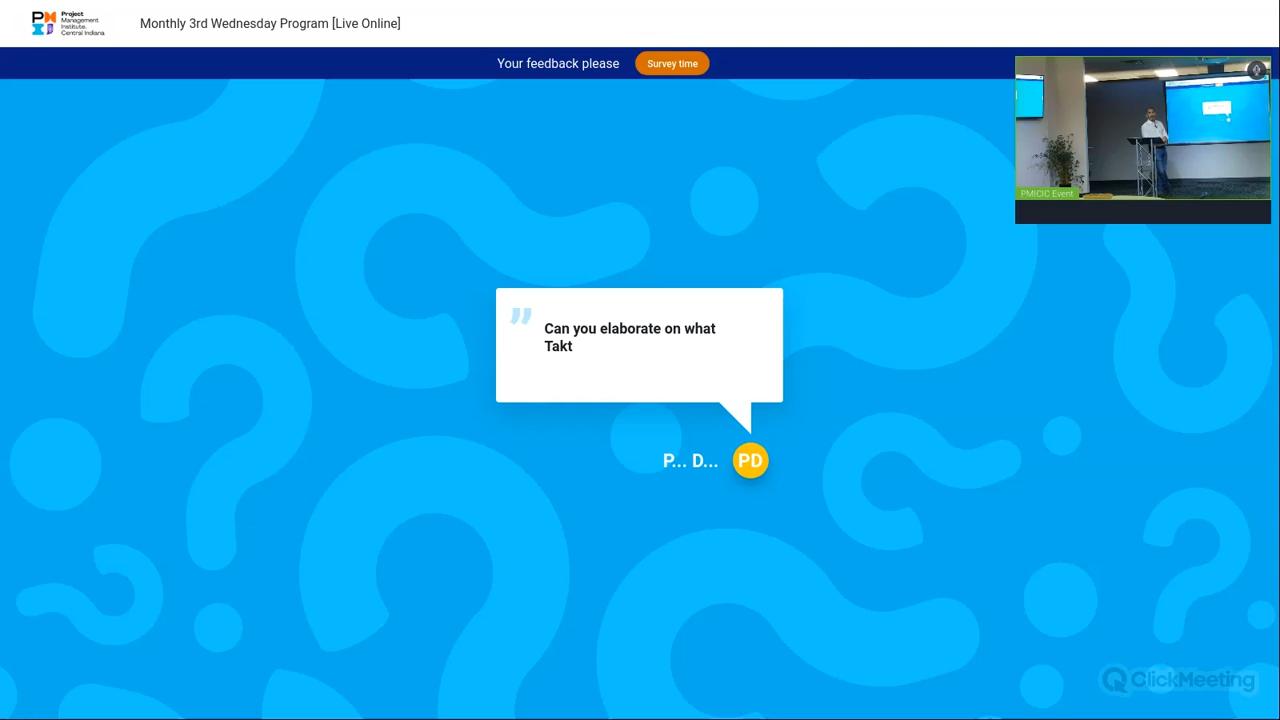 Project
Management
Institute.
Central Indiana
Monthly 3rd Wednesday Program [Live Online]
Your feedback please
Survey time
PMICIC Event
"
Can you elaborate on what
Takt
P... D...
PD
ClickMeeting